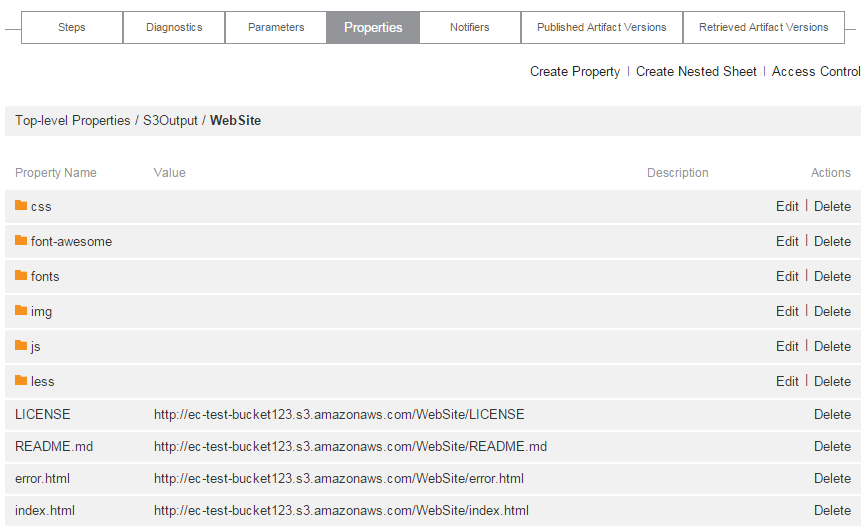 Steps Diagnostics Parameters Properties Notifiers Published Artifact Versions Retrieved Artifact Versions
Create Property | Create Nested Sheet | Access Control
Top-level Properties / S3Output / WebSite
Property Name Value Description Actions
css Edit | Delete
font-awesome Edit | Delete
fonts Edit | Delete
img Edit | Delete
js Edit | Delete
less Edit | Delete
LICENSE http://ec-test-bucket123.s3.amazonaws.com/WebSite/LICENSE Delete
README.md http://ec-test-bucket123.s3.amazonaws.com/WebSite/README.md Delete
error.html http://ec-test-bucket123.s3.amazonaws.com/WebSite/error.html Delete
index.html http://ec-test-bucket123.s3.amazonaws.com/WebSite/index.html Delete